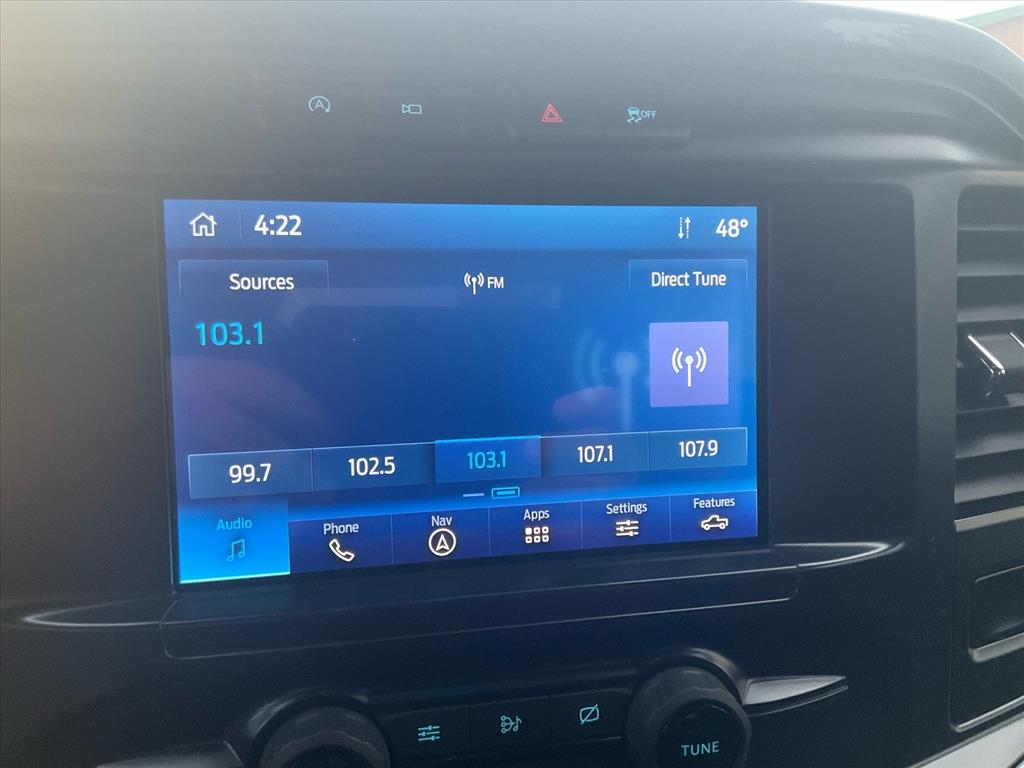 A
OFF
4:22
48°
Sources
FM
Direct Tune
103.1
99.7
102.5
103.1
107.1
107.9
Audio
Phone
Nav
Apps
Settings
Features
TUNE